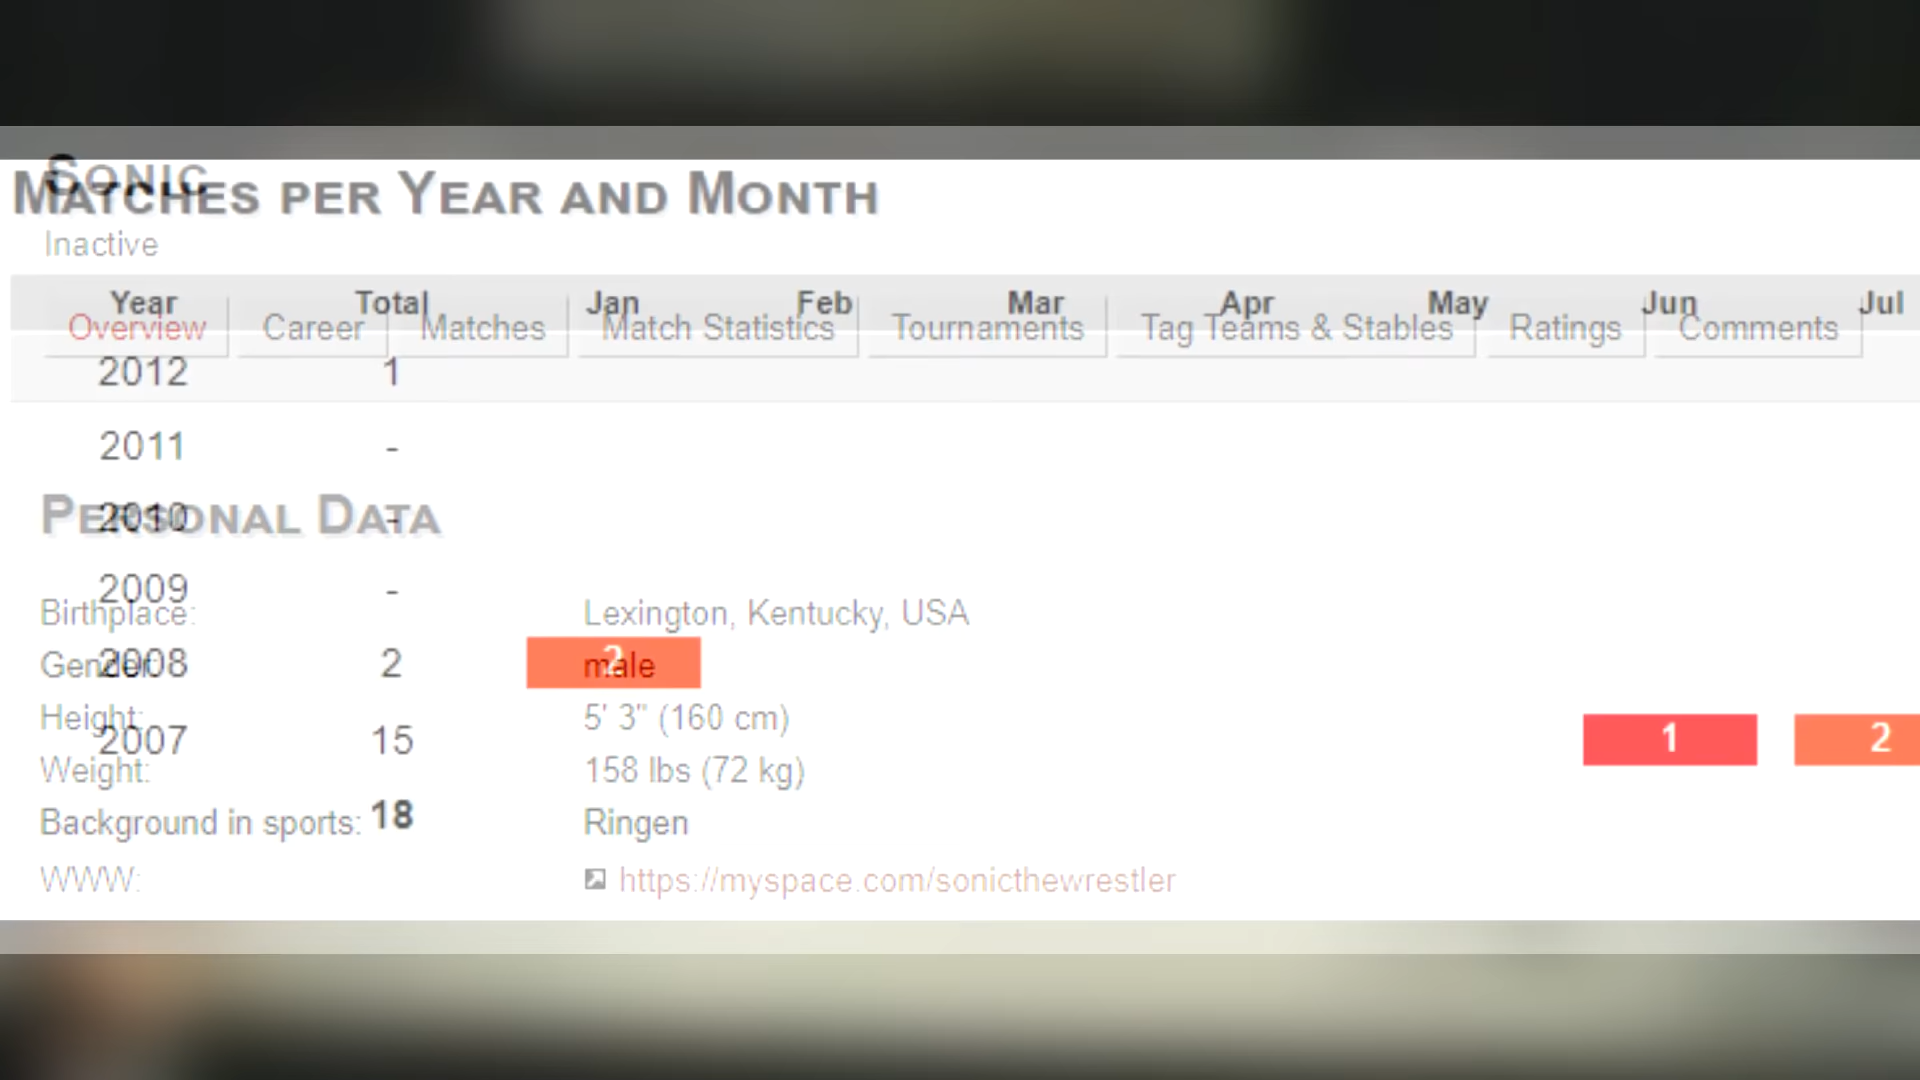 Sonic
Matches per Year and Month
Inactive
Year Total Jan Feb Mar Apr May Jun Jul
Overview Career Matches Match Statistics Tournaments Tag Teams & Stables Ratings Comments
2012 1
2011 -
Personal Data
2010 -
2009 -
Birthplace: Lexington, Kentucky, USA
2008 2 2
Gender: male
Height: 5' 3" (160 cm)
2007 15 1 2
Weight: 158 lbs (72 kg)
18
Background in sports: Ringen
WWW: https://myspace.com/sonicthewrestler